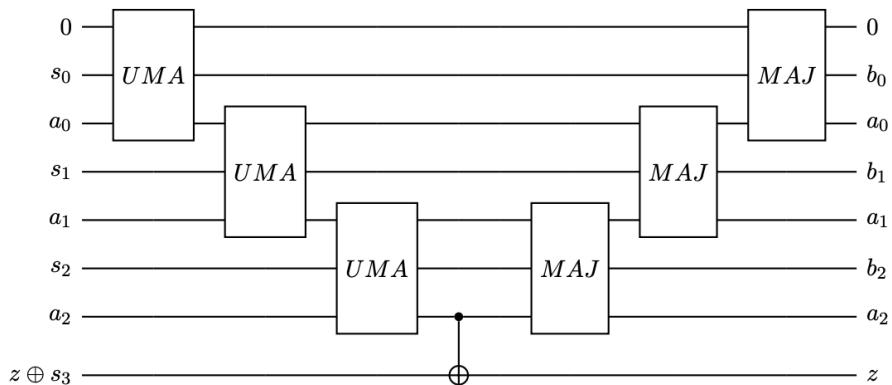 0 0
s₀ UMA MAJ b₀
a₀ a₀
s₁ UMA MAJ b₁
a₁ a₁
s₂ UMA MAJ b₂
a₂ a₂
z ⊕ s₃ z